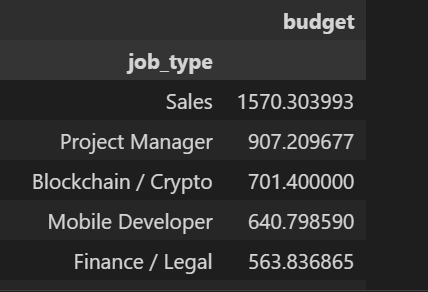 budget
job_type
Sales 1570.303993
Project Manager 907.209677
Blockchain / Crypto 701.400000
Mobile Developer 640.798590
Finance / Legal 563.836865